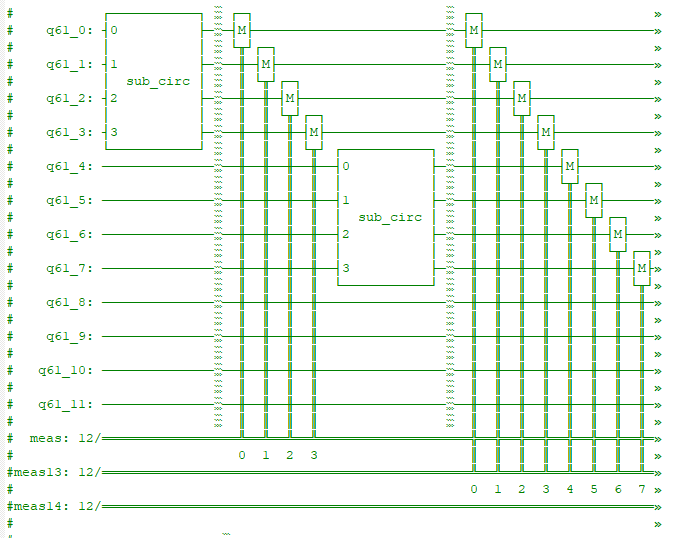 #
# q61_0: 0 M M »
#
# q61_1: 1 M M »
# sub_circ
# q61_2: 2 M M »
#
# q61_3: 3 M M »
#
# q61_4: 0 M »
#
# q61_5: 1 M »
# sub_circ
# q61_6: 2 M »
#
# q61_7: 3 M »
#
# q61_8: »
#
# q61_9: »
#
# q61_10: »
#
# q61_11: »
#
# meas: 12/ »
# 0 1 2 3 »
#meas13: 12/ »
# 0 1 2 3 4 5 6 7 »
#meas14: 12/ »
# »